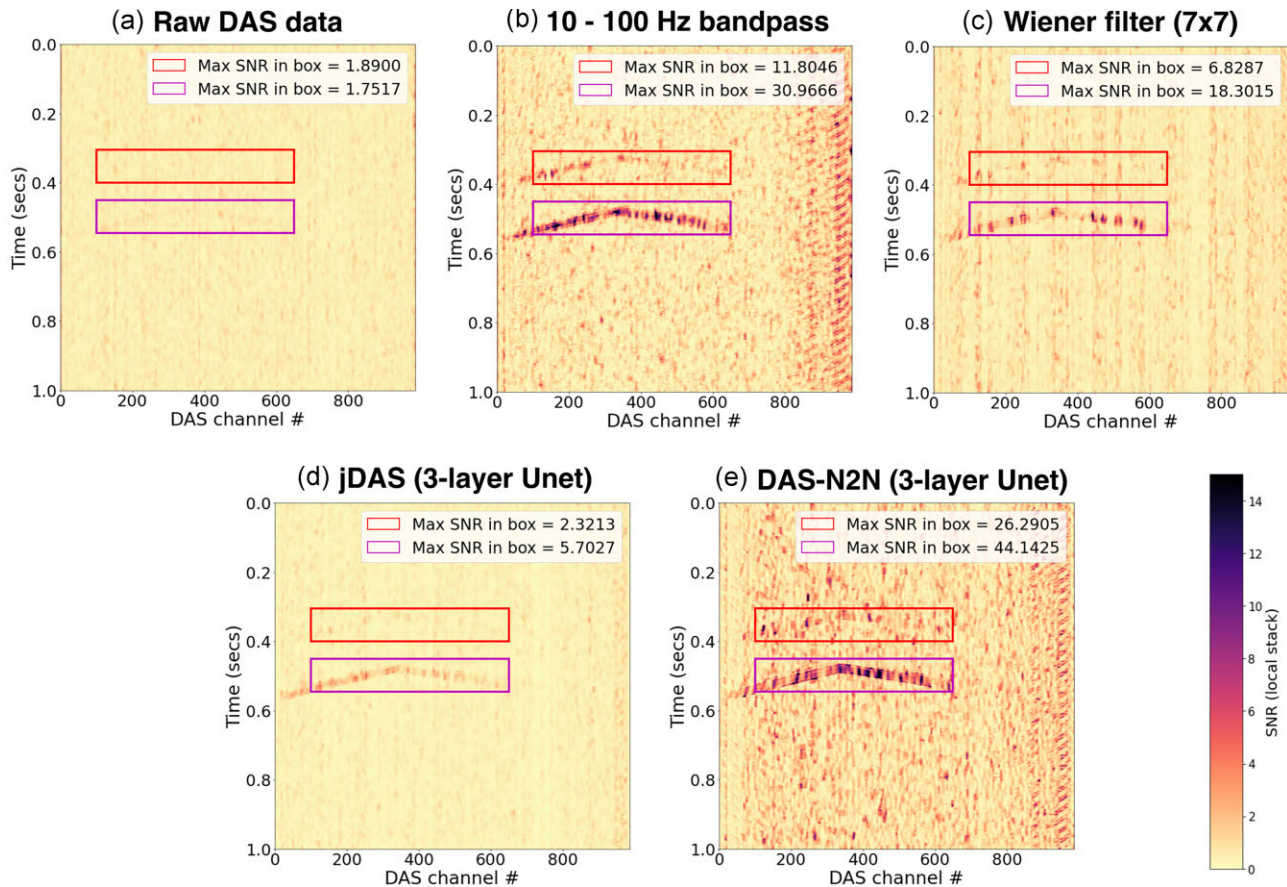 (a) Raw DAS data
Max SNR in box = 1.8900
Max SNR in box = 1.7517
0.0
0.2
0.4
0.6
0.8
1.0
Time (secs)
0 200 400 600 800
DAS channel #
(b) 10 - 100 Hz bandpass
Max SNR in box = 11.8046
Max SNR in box = 30.9666
0.0
0.2
0.4
0.6
0.8
1.0
Time (secs)
0 200 400 600 800
DAS channel #
(c) Wiener filter (7x7)
Max SNR in box = 6.8287
Max SNR in box = 18.3015
0.0
0.2
0.4
0.6
0.8
1.0
Time (secs)
0 200 400 600 800
DAS channel #
(d) jDAS (3-layer Unet)
Max SNR in box = 2.3213
Max SNR in box = 5.7027
0.0
0.2
0.4
0.6
0.8
1.0
Time (secs)
0 200 400 600 800
DAS channel #
(e) DAS-N2N (3-layer Unet)
Max SNR in box = 26.2905
Max SNR in box = 44.1425
0.0
0.2
0.4
0.6
0.8
1.0
Time (secs)
0 200 400 600 800
DAS channel #
14
12
10
8
6
4
2
0
SNR (local stack)